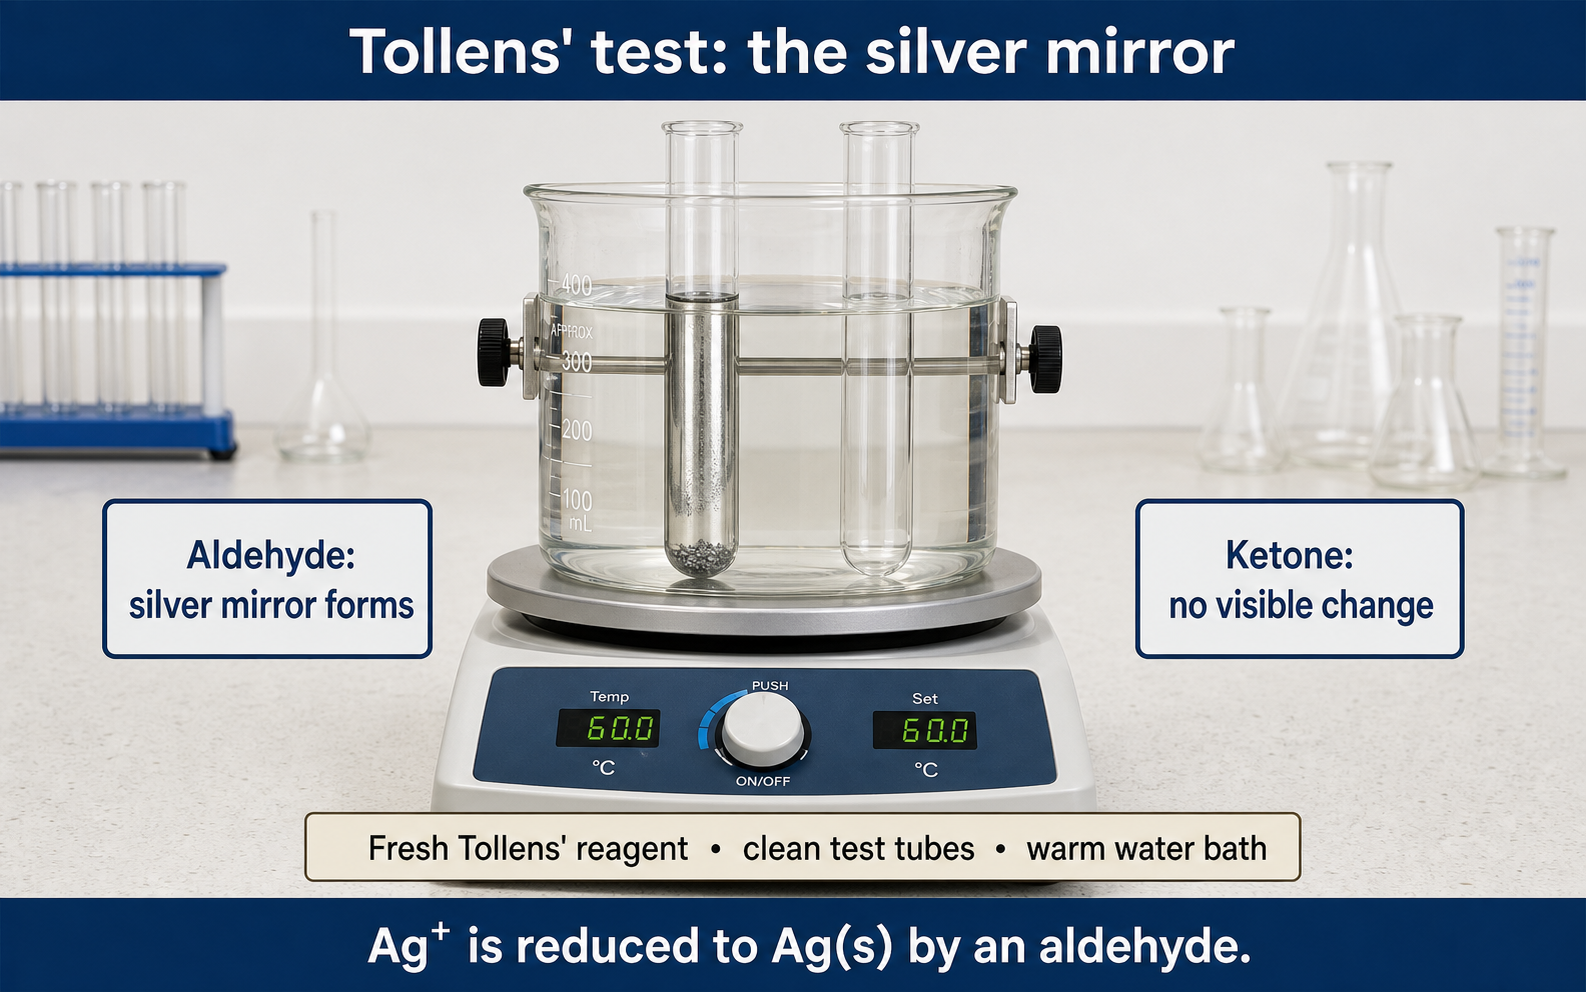 Tollens' test: the silver mirror
400
APPROX
300
200
100
mL
Aldehyde:
silver mirror forms
Ketone:
no visible change
Temp
60.0
°C
PUSH
ON/OFF
Set
60.0
°C
Fresh Tollens' reagent • clean test tubes • warm water bath
Ag⁺ is reduced to Ag(s) by an aldehyde.